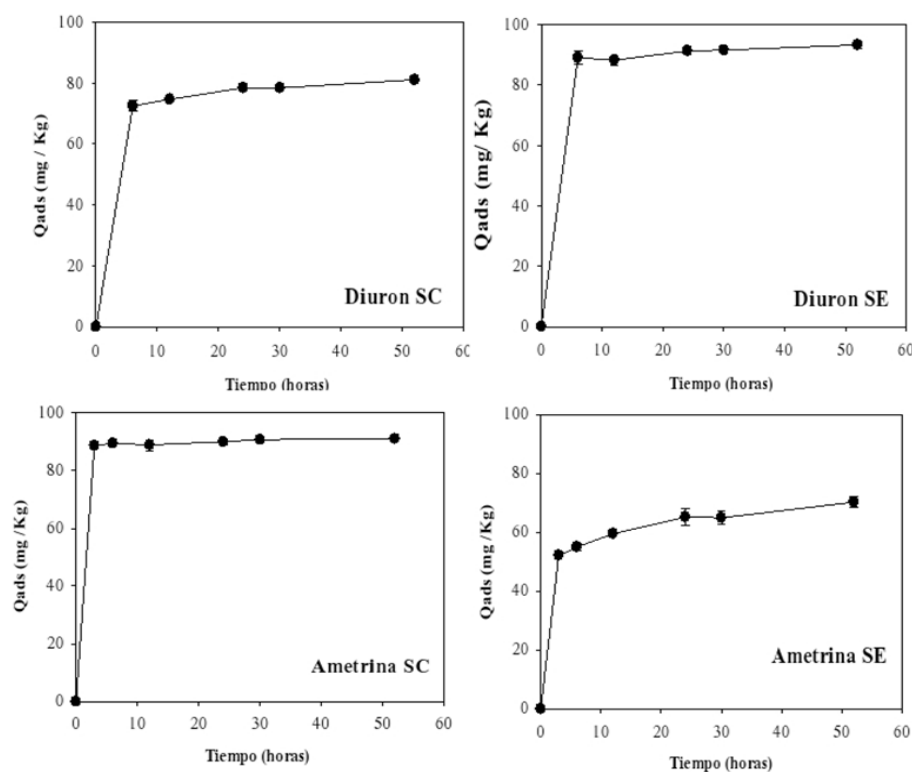 100
80
60
40
20
0
Qads (mg / Kg)
Diuron SC
0 10 20 30 40 50 60
Tiempo (horas)
100
80
60
40
20
0
Qads (mg/ Kg)
Diuron SE
0 10 20 30 40 50 60
Tiempo (horas)
100
80
60
40
20
0
Qads (mg /Kg)
Ametrina SC
0 10 20 30 40 50 60
Tiempo (horas)
100
80
60
40
20
0
Qads (mg /Kg)
Ametrina SE
0 10 20 30 40 50 60
Tiempo (horas)